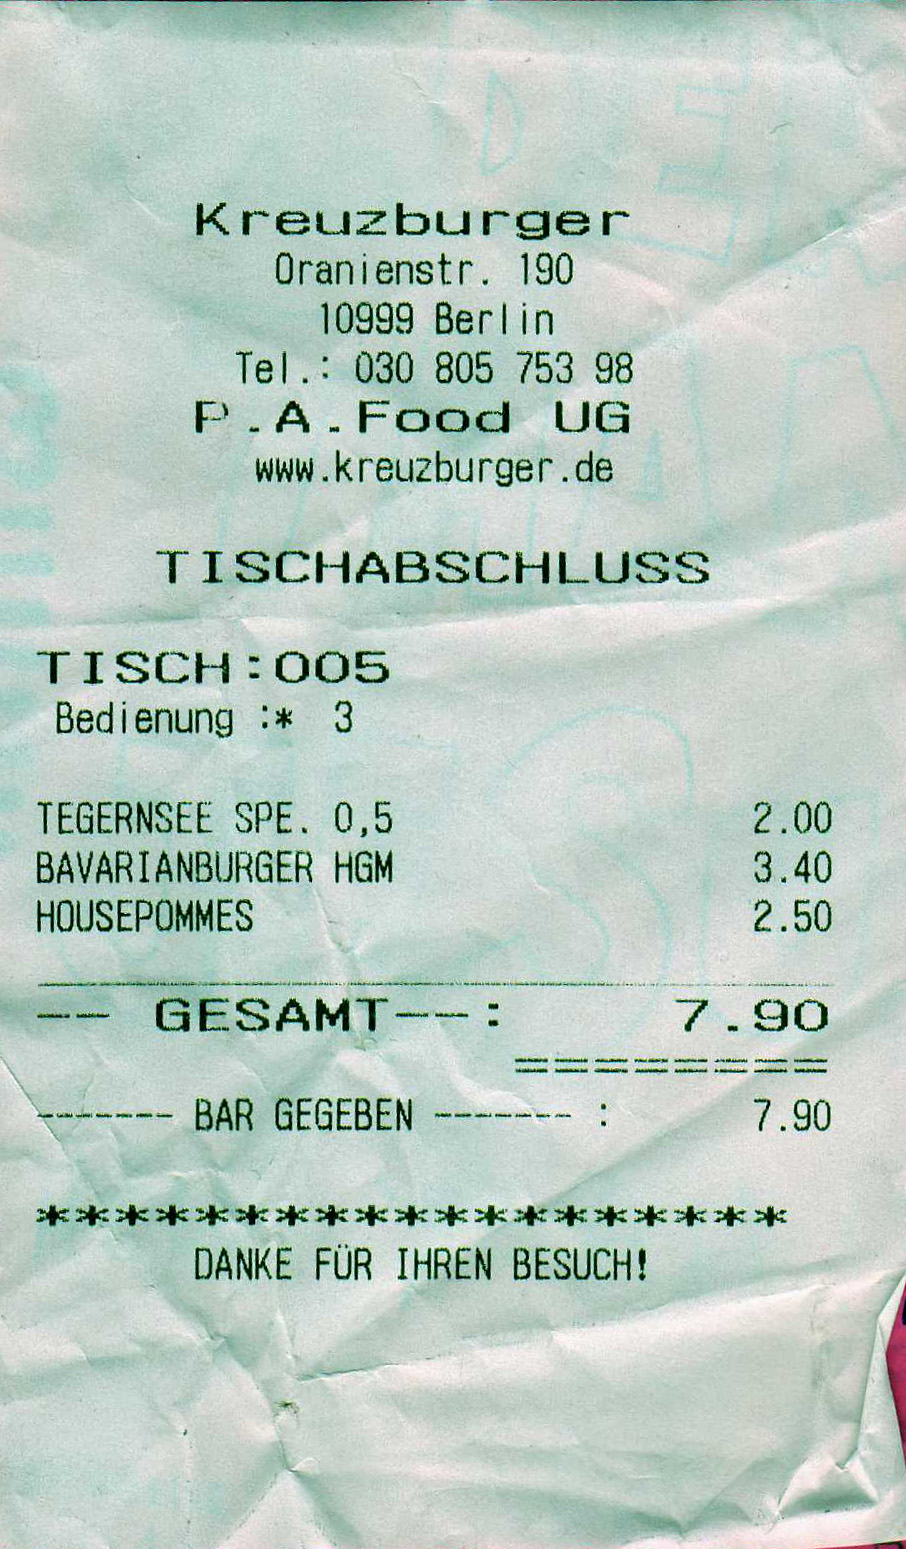 Kreuzburger
Oranienstr. 190
10999 Berlin
Tel.: 030 805 753 98
P.A.Food UG
www.kreuzburger.de
TISCHABSCHLUSS
TISCH:005
Bedienung :* 3
TEGERNSEE SPE. 0,5 2.00
BAVARIANBURGER HGM 3.40
HOUSEPOMMES 2.50
-- GESAMT--: 7.90
========
------- BAR GEGEBEN ------- : 7.90
*******************
DANKE FÜR IHREN BESUCH!